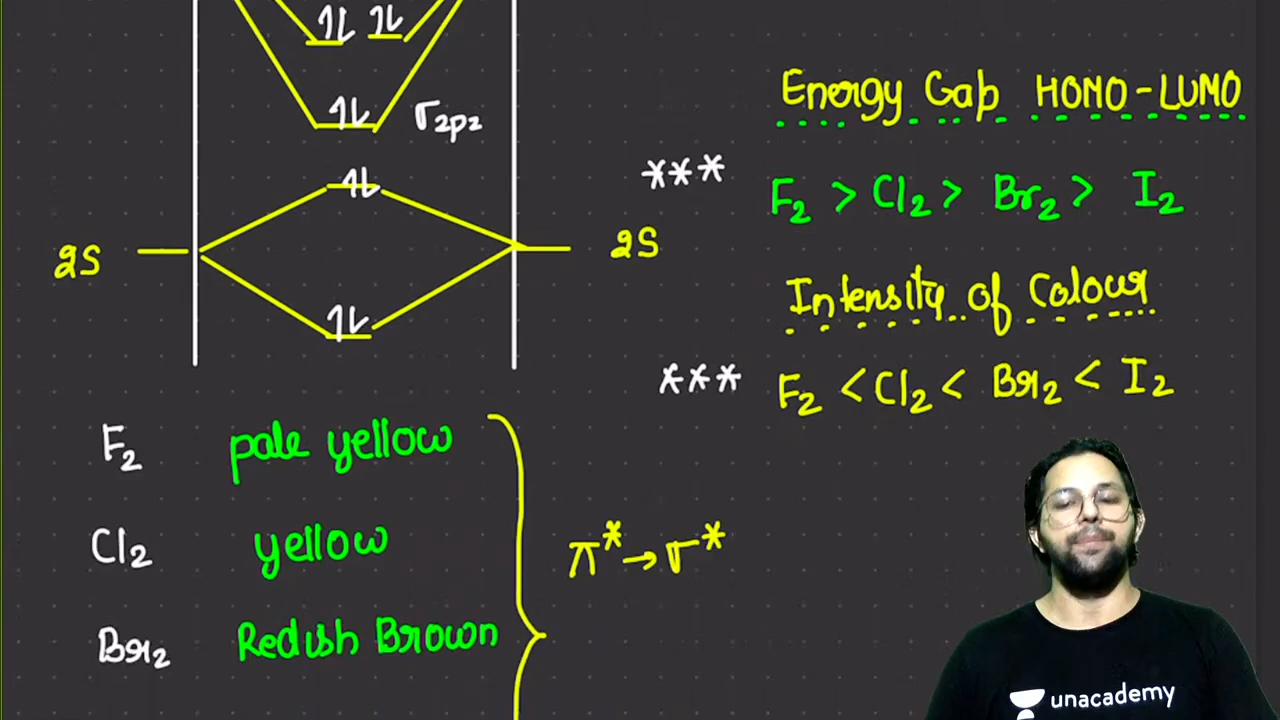 σ2pz
2S
2S
F2 pale yellow
Cl2 yellow
Br2 Redish Brown
π* → σ*
Energy Gap HOMO-LUMO
*** F2 > Cl2 > Br2 > I2
Intensity of Colour
*** F2 < Cl2 < Br2 < I2
unacademy